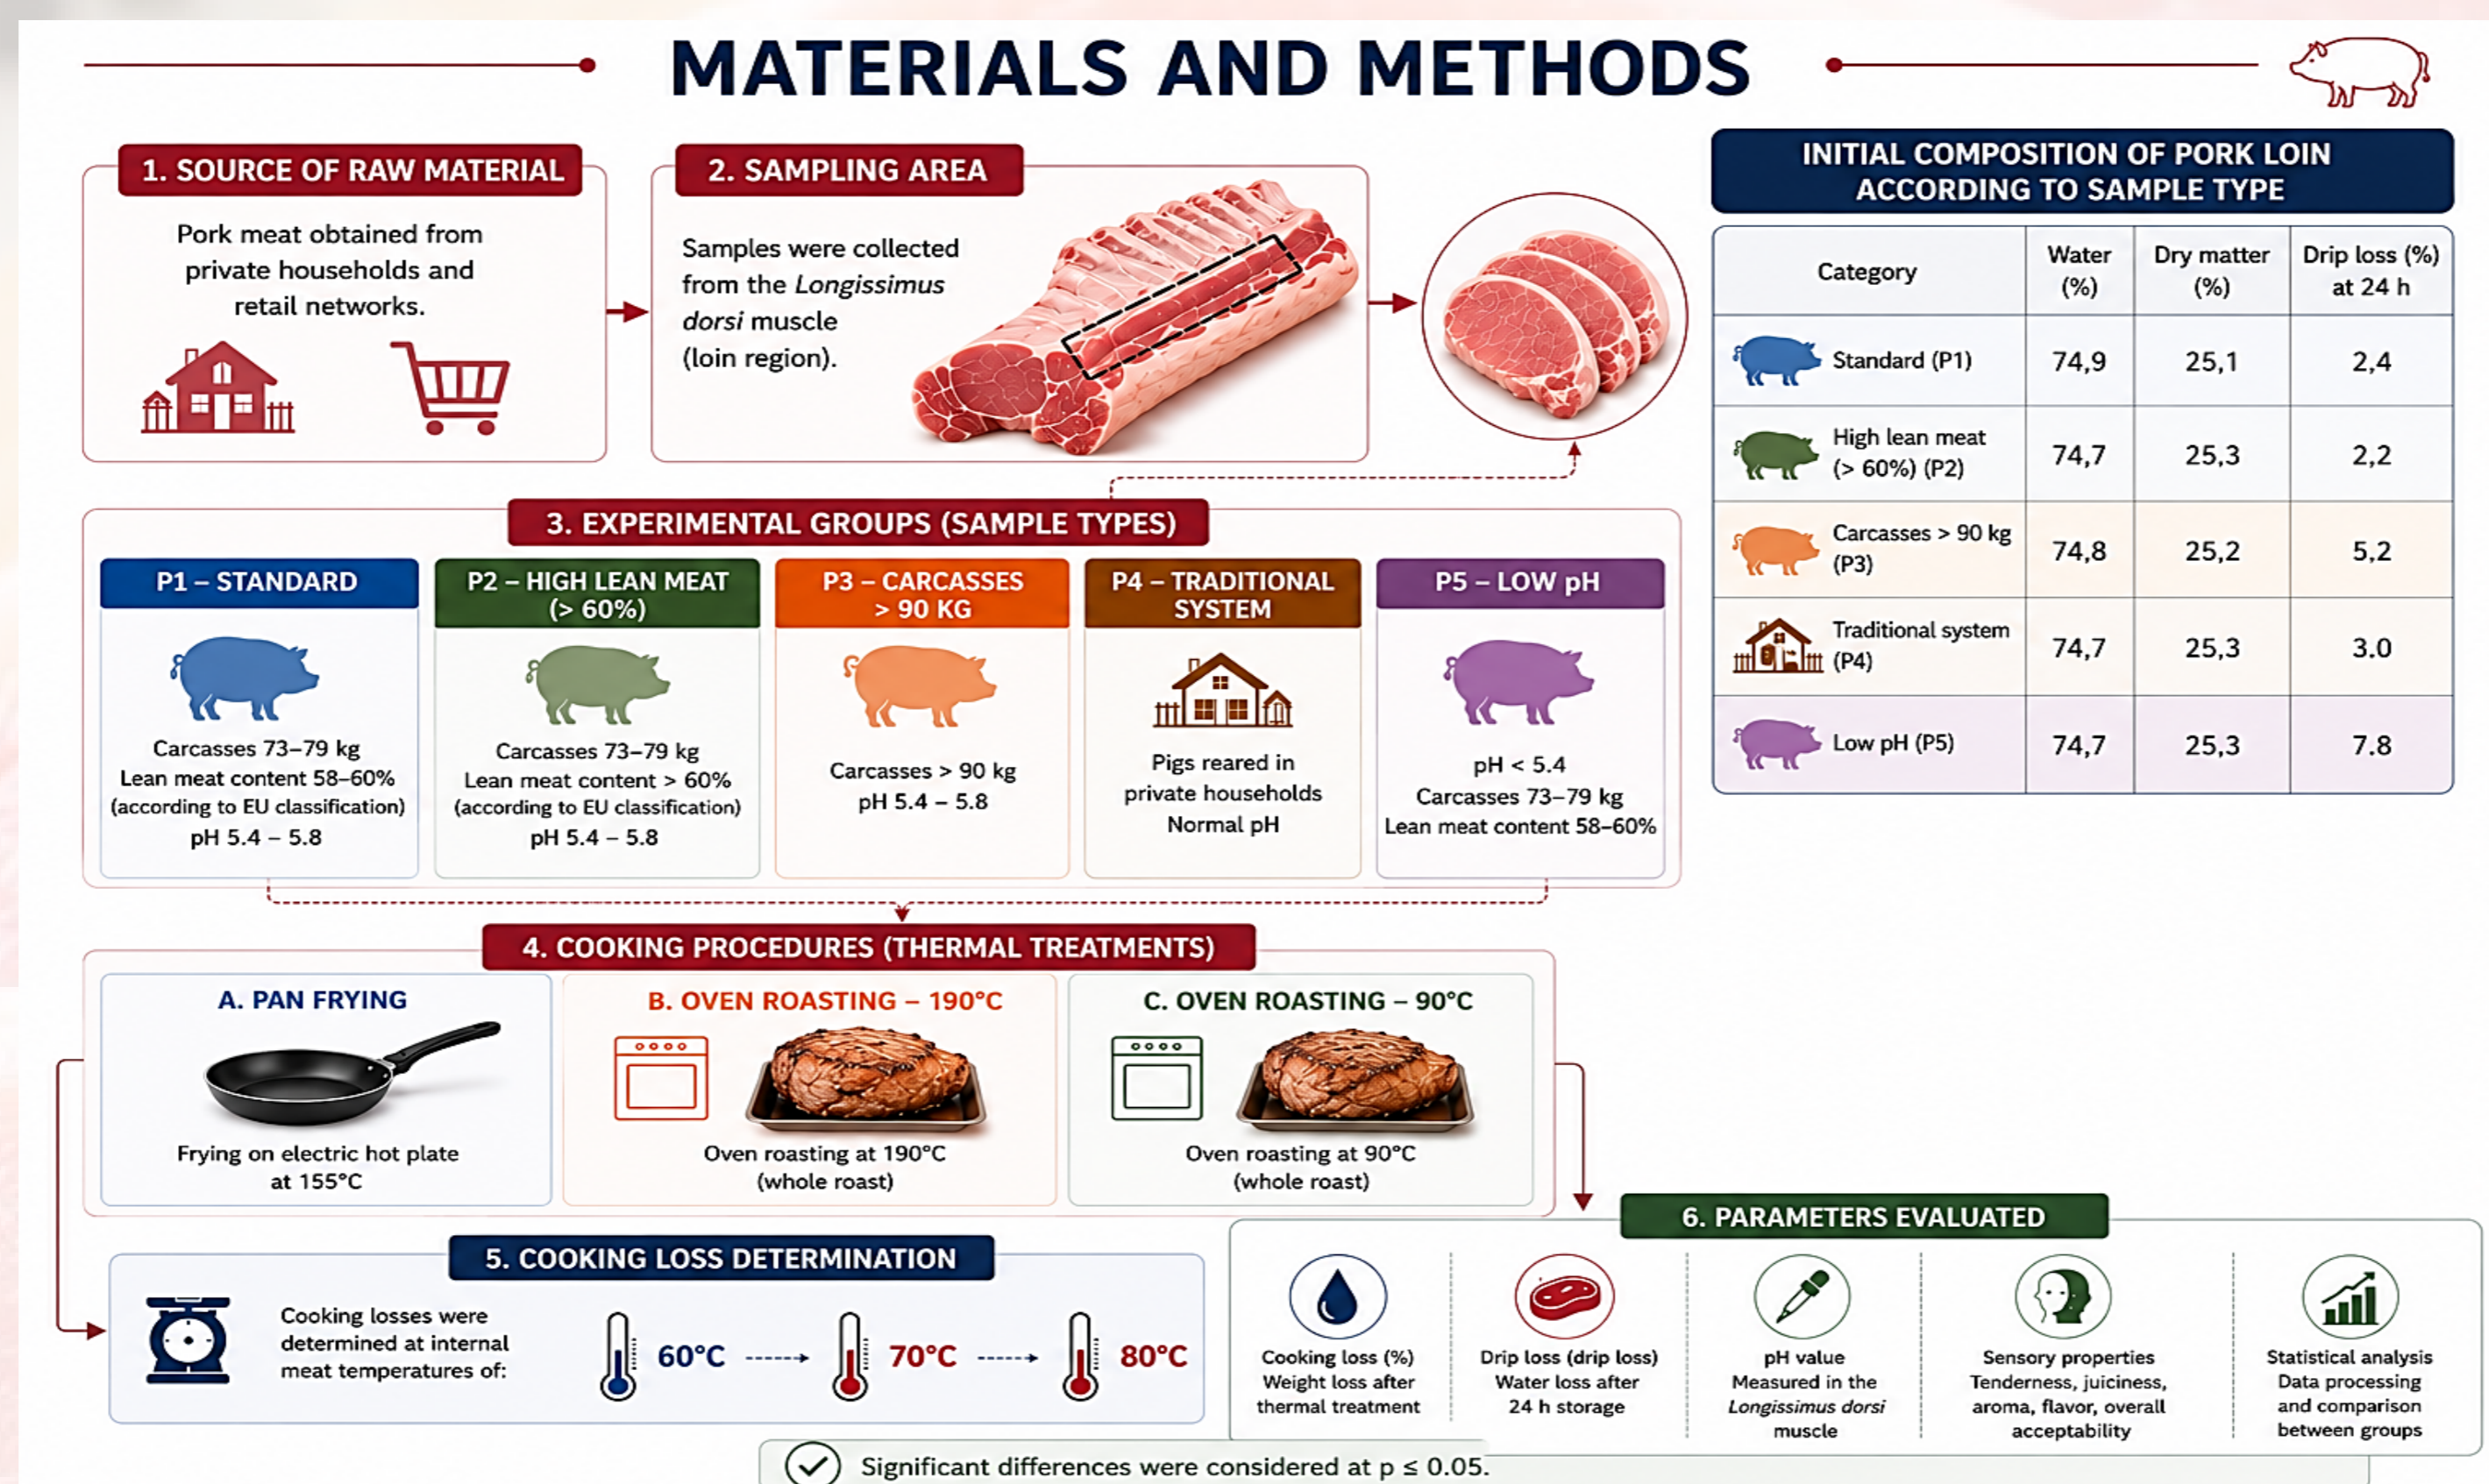 MATERIALS AND METHODS
1. SOURCE OF RAW MATERIAL
Pork meat obtained from
private households and
retail networks.
2. SAMPLING AREA
Samples were collected
from the Longissimus
dorsi muscle
(loin region).
INITIAL COMPOSITION OF PORK LOIN
ACCORDING TO SAMPLE TYPE
Category
Water
(%)
Dry matter
(%)
Drip loss (%)
at 24 h
Standard (P1)
74,9
25,1
2,4
High lean meat
(> 60%) (P2)
74,7
25,3
2,2
Carcasses > 90 kg
(P3)
74,8
25,2
5,2
Traditional system
(P4)
74,7
25,3
3.0
Low pH (P5)
74,7
25,3
7.8
3. EXPERIMENTAL GROUPS (SAMPLE TYPES)
P1 – STANDARD
Carcasses 73–79 kg
Lean meat content 58–60%
(according to EU classification)
pH 5.4 – 5.8
P2 – HIGH LEAN MEAT
(> 60%)
Carcasses 73–79 kg
Lean meat content > 60%
(according to EU classification)
pH 5.4 – 5.8
P3 – CARCASSES
> 90 KG
Carcasses > 90 kg
pH 5.4 – 5.8
P4 – TRADITIONAL
SYSTEM
Pigs reared in
private households
Normal pH
P5 – LOW pH
pH < 5.4
Carcasses 73–79 kg
Lean meat content 58–60%
4. COOKING PROCEDURES (THERMAL TREATMENTS)
A. PAN FRYING
Frying on electric hot plate
at 155°C
B. OVEN ROASTING – 190°C
Oven roasting at 190°C
(whole roast)
C. OVEN ROASTING – 90°C
Oven roasting at 90°C
(whole roast)
5. COOKING LOSS DETERMINATION
Cooking losses were
determined at internal
meat temperatures of:
60°C
70°C
80°C
6. PARAMETERS EVALUATED
Cooking loss (%)
Weight loss after
thermal treatment
Drip loss (drip loss)
Water loss after
24 h storage
pH value
Measured in the
Longissimus dorsi
muscle
Sensory properties
Tenderness, juiciness,
aroma, flavor, overall
acceptability
Statistical analysis
Data processing
and comparison
between groups
Significant differences were considered at p ≤ 0.05.